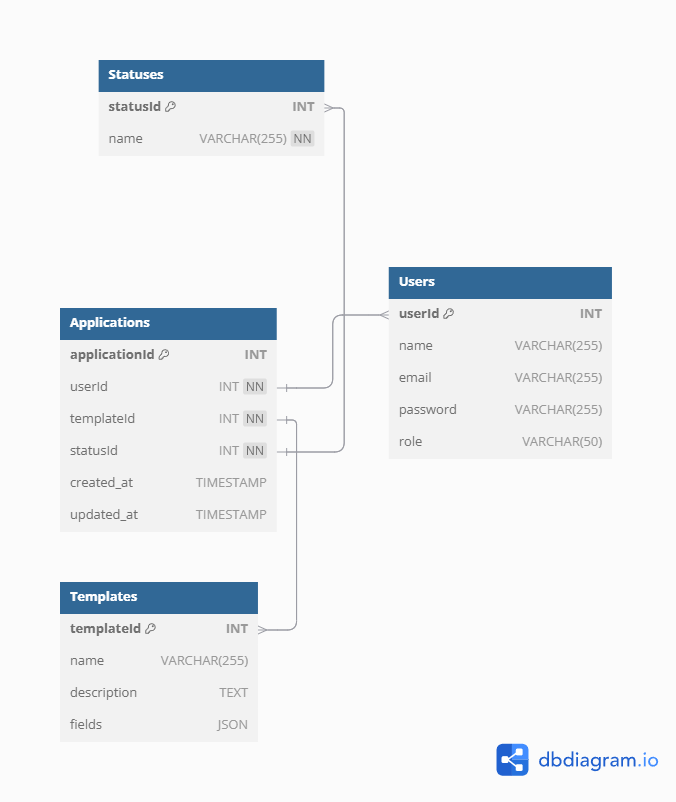 Statuses
statusId INT
name VARCHAR(255) NN
Users
userId INT
name VARCHAR(255)
email VARCHAR(255)
password VARCHAR(255)
role VARCHAR(50)
Applications
applicationId INT
userId INT NN
templateId INT NN
statusId INT NN
created_at TIMESTAMP
updated_at TIMESTAMP
Templates
templateId INT
name VARCHAR(255)
description TEXT
fields JSON
dbdiagram.io